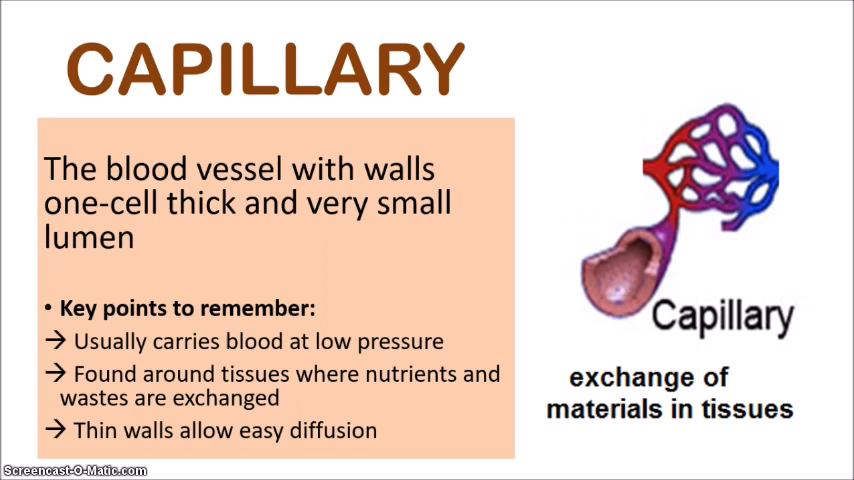 CAPILLARY
The blood vessel with walls
one-cell thick and very small
lumen
• Key points to remember:
→ Usually carries blood at low pressure
→ Found around tissues where nutrients and
wastes are exchanged
→ Thin walls allow easy diffusion
Capillary
exchange of
materials in tissues
Screencast-O-Matic.com